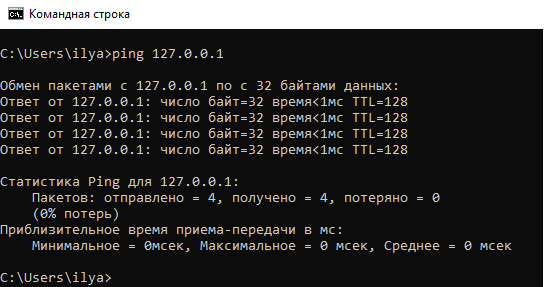 Командная строка
C:\Users\ilya>ping 127.0.0.1
Обмен пакетами с 127.0.0.1 по с 32 байтами данных:
Ответ от 127.0.0.1: число байт=32 время<1мс TTL=128
Ответ от 127.0.0.1: число байт=32 время<1мс TTL=128
Ответ от 127.0.0.1: число байт=32 время<1мс TTL=128
Ответ от 127.0.0.1: число байт=32 время<1мс TTL=128
Статистика Ping для 127.0.0.1:
Пакетов: отправлено = 4, получено = 4, потеряно = 0
(0% потерь)
Приблизительное время приема-передачи в мс:
Минимальное = 0мсек, Максимальное = 0 мсек, Среднее = 0 мсек
C:\Users\ilya>